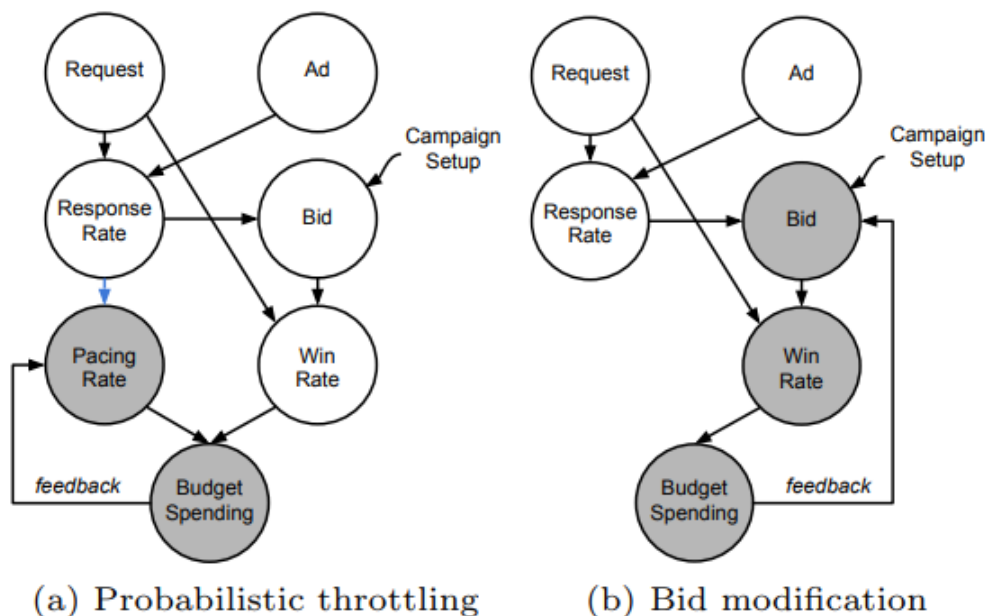 Request
Ad
Campaign
Setup
Response
Rate
Bid
Pacing
Rate
Win
Rate
feedback
Budget
Spending
(a) Probabilistic throttling
Request
Ad
Campaign
Setup
Response
Rate
Bid
Win
Rate
Budget
Spending
feedback
(b) Bid modification